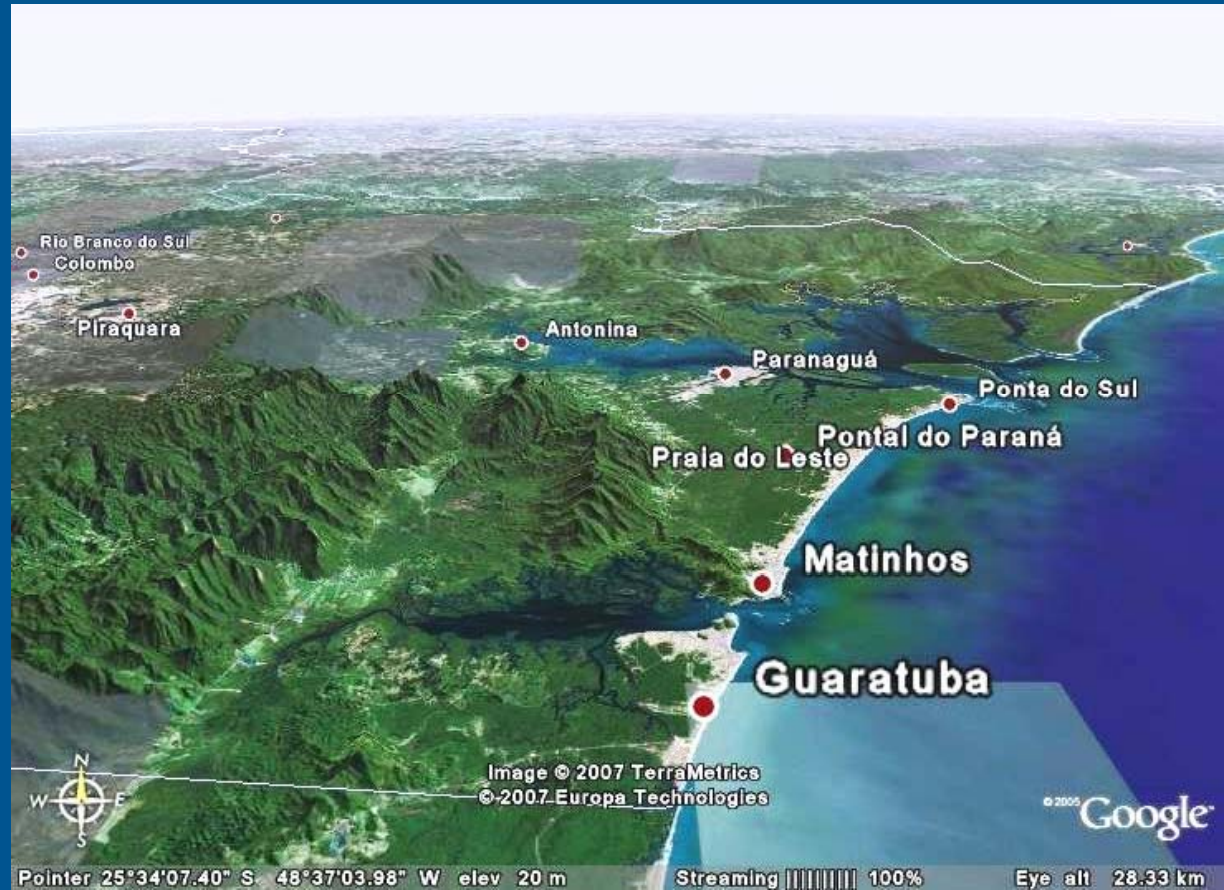 Rio Branco do Sul
Colombo
Piraquara
Antonina
Paranaguá
Ponta do Sul
Pontal do Paraná
Praia do Leste
Matinhos
Guaratuba
N
W E
S
Image © 2007 TerraMetrics
© 2007 Europa Technologies
© 2005 Google
Pointer 25°34'07.40" S 48°37'03.98" W elev 20 m Streaming |||||||||| 100% Eye alt 28.33 km